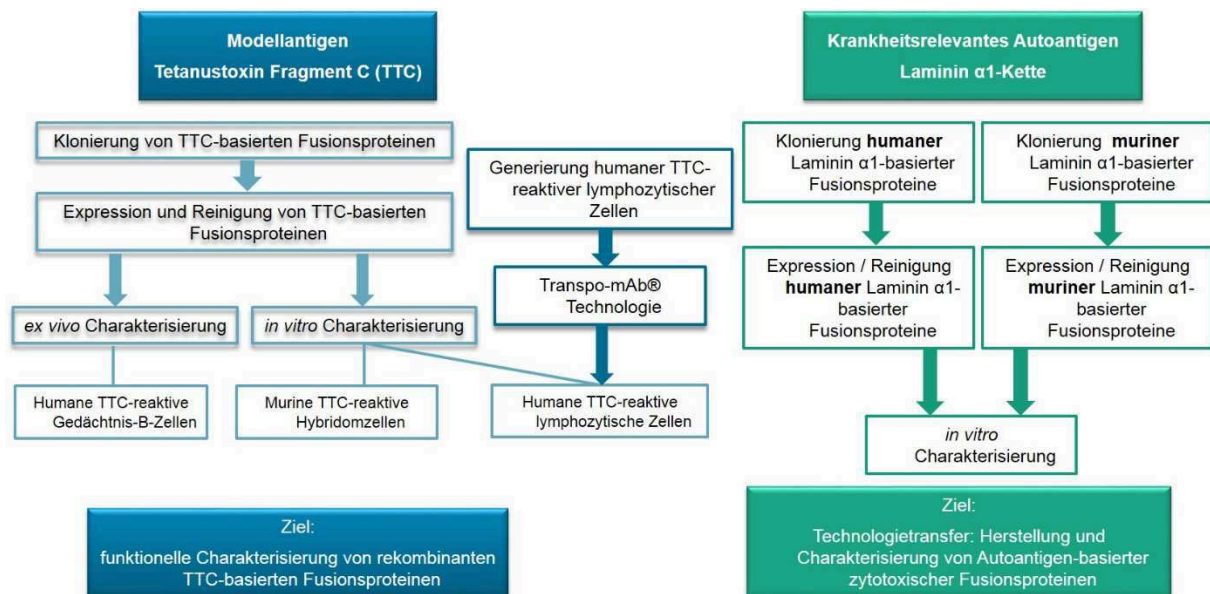 Modellantigen
Tetanustoxin Fragment C (TTC)
Klonierung von TTC-basierten Fusionsproteinen
Expression und Reinigung von TTC-basierten
Fusionsproteinen
ex vivo Charakterisierung
in vitro Charakterisierung
Humane TTC-reaktive
Gedächtnis-B-Zellen
Murine TTC-reaktive
Hybridomzellen
Generierung humaner TTC-
reaktiver lymphozytischer
Zellen
Transpo-mAb®
Technologie
Humane TTC-reaktive
lymphozytische Zellen
Ziel:
funktionelle Charakterisierung von rekombinanten
TTC-basierten Fusionsproteinen
Krankheitsrelevantes Autoantigen
Laminin α1-Kette
Klonierung humaner
Laminin α1-basierter
Fusionsproteine
Klonierung muriner
Laminin α1-basierter
Fusionsproteine
Expression / Reinigung
humaner Laminin α1-
basierter
Fusionsproteine
Expression / Reinigung
muriner Laminin α1-
basierter
Fusionsproteine
in vitro
Charakterisierung
Ziel:
Technologietransfer: Herstellung und
Charakterisierung von Autoantigen-basierter
zytotoxischer Fusionsproteinen